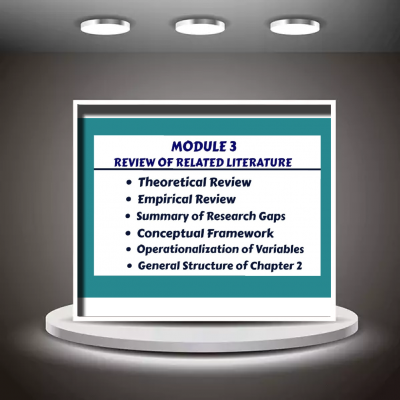 MODULE 3
REVIEW OF RELATED LITERATURE
• Theoretical Review
• Empirical Review
• Summary of Research Gaps
• Conceptual Framework
• Operationalization of Variables
• General Structure of Chapter 2